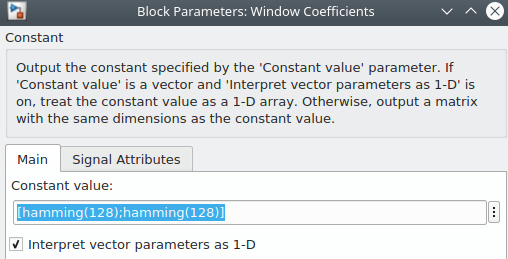 Block Parameters: Window Coefficients
Constant
Output the constant specified by the 'Constant value' parameter. If
'Constant value' is a vector and 'Interpret vector parameters as 1-D' is
on, treat the constant value as a 1-D array. Otherwise, output a matrix
with the same dimensions as the constant value.
Main Signal Attributes
Constant value:
[hamming(128);hamming(128)]
Interpret vector parameters as 1-D